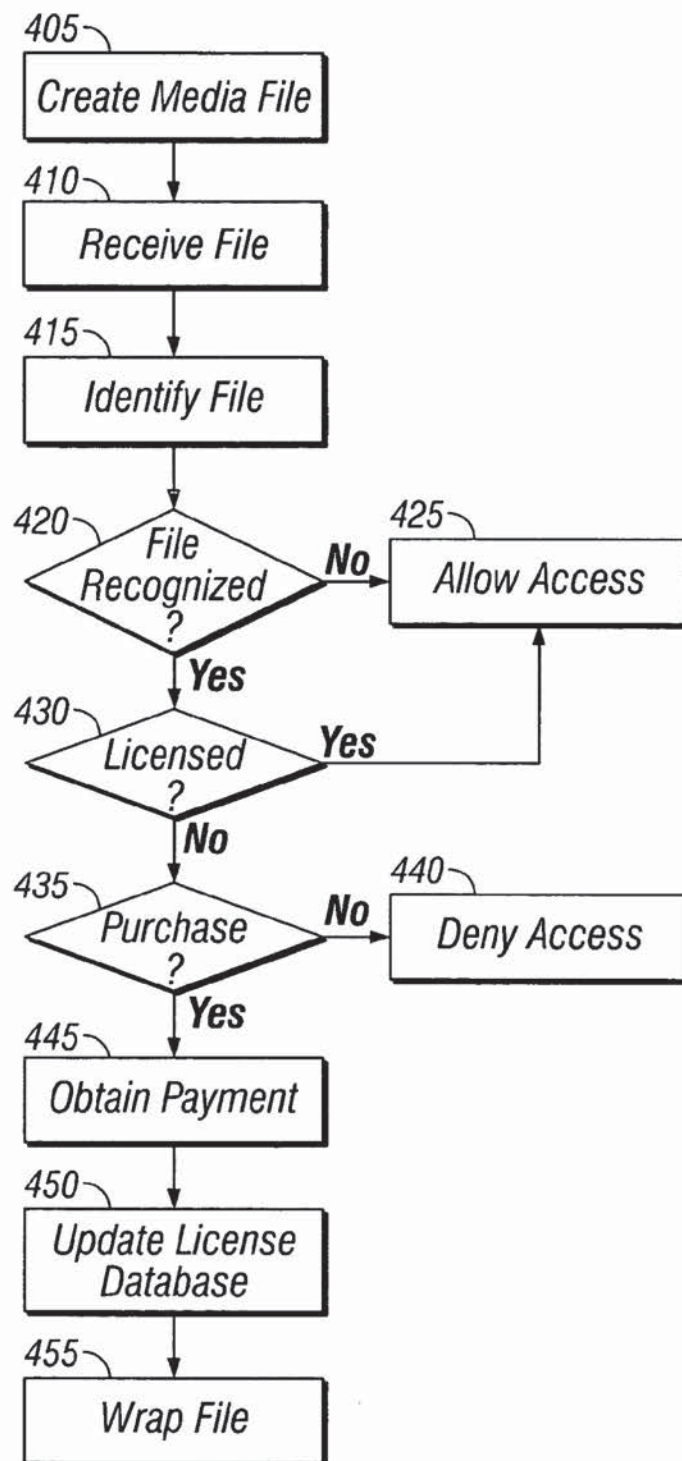 405
Create Media File
410
Receive File
415
Identify File
420
File
Recognized
?
No
425
Allow Access
Yes
430
Licensed
?
Yes
No
435
Purchase
?
No
440
Deny Access
Yes
445
Obtain Payment
450
Update License
Database
455
Wrap File